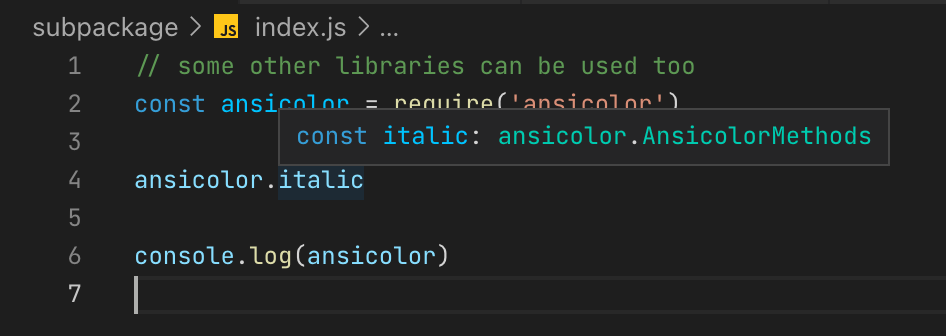 subpackage > JS index.js > ...
1 // some other libraries can be used too
2 const ansicolor = require('ansicolor')
const italic: ansicolor.AnsicolorMethods
3
4 ansicolor.italic
5
6 console.log(ansicolor)
7